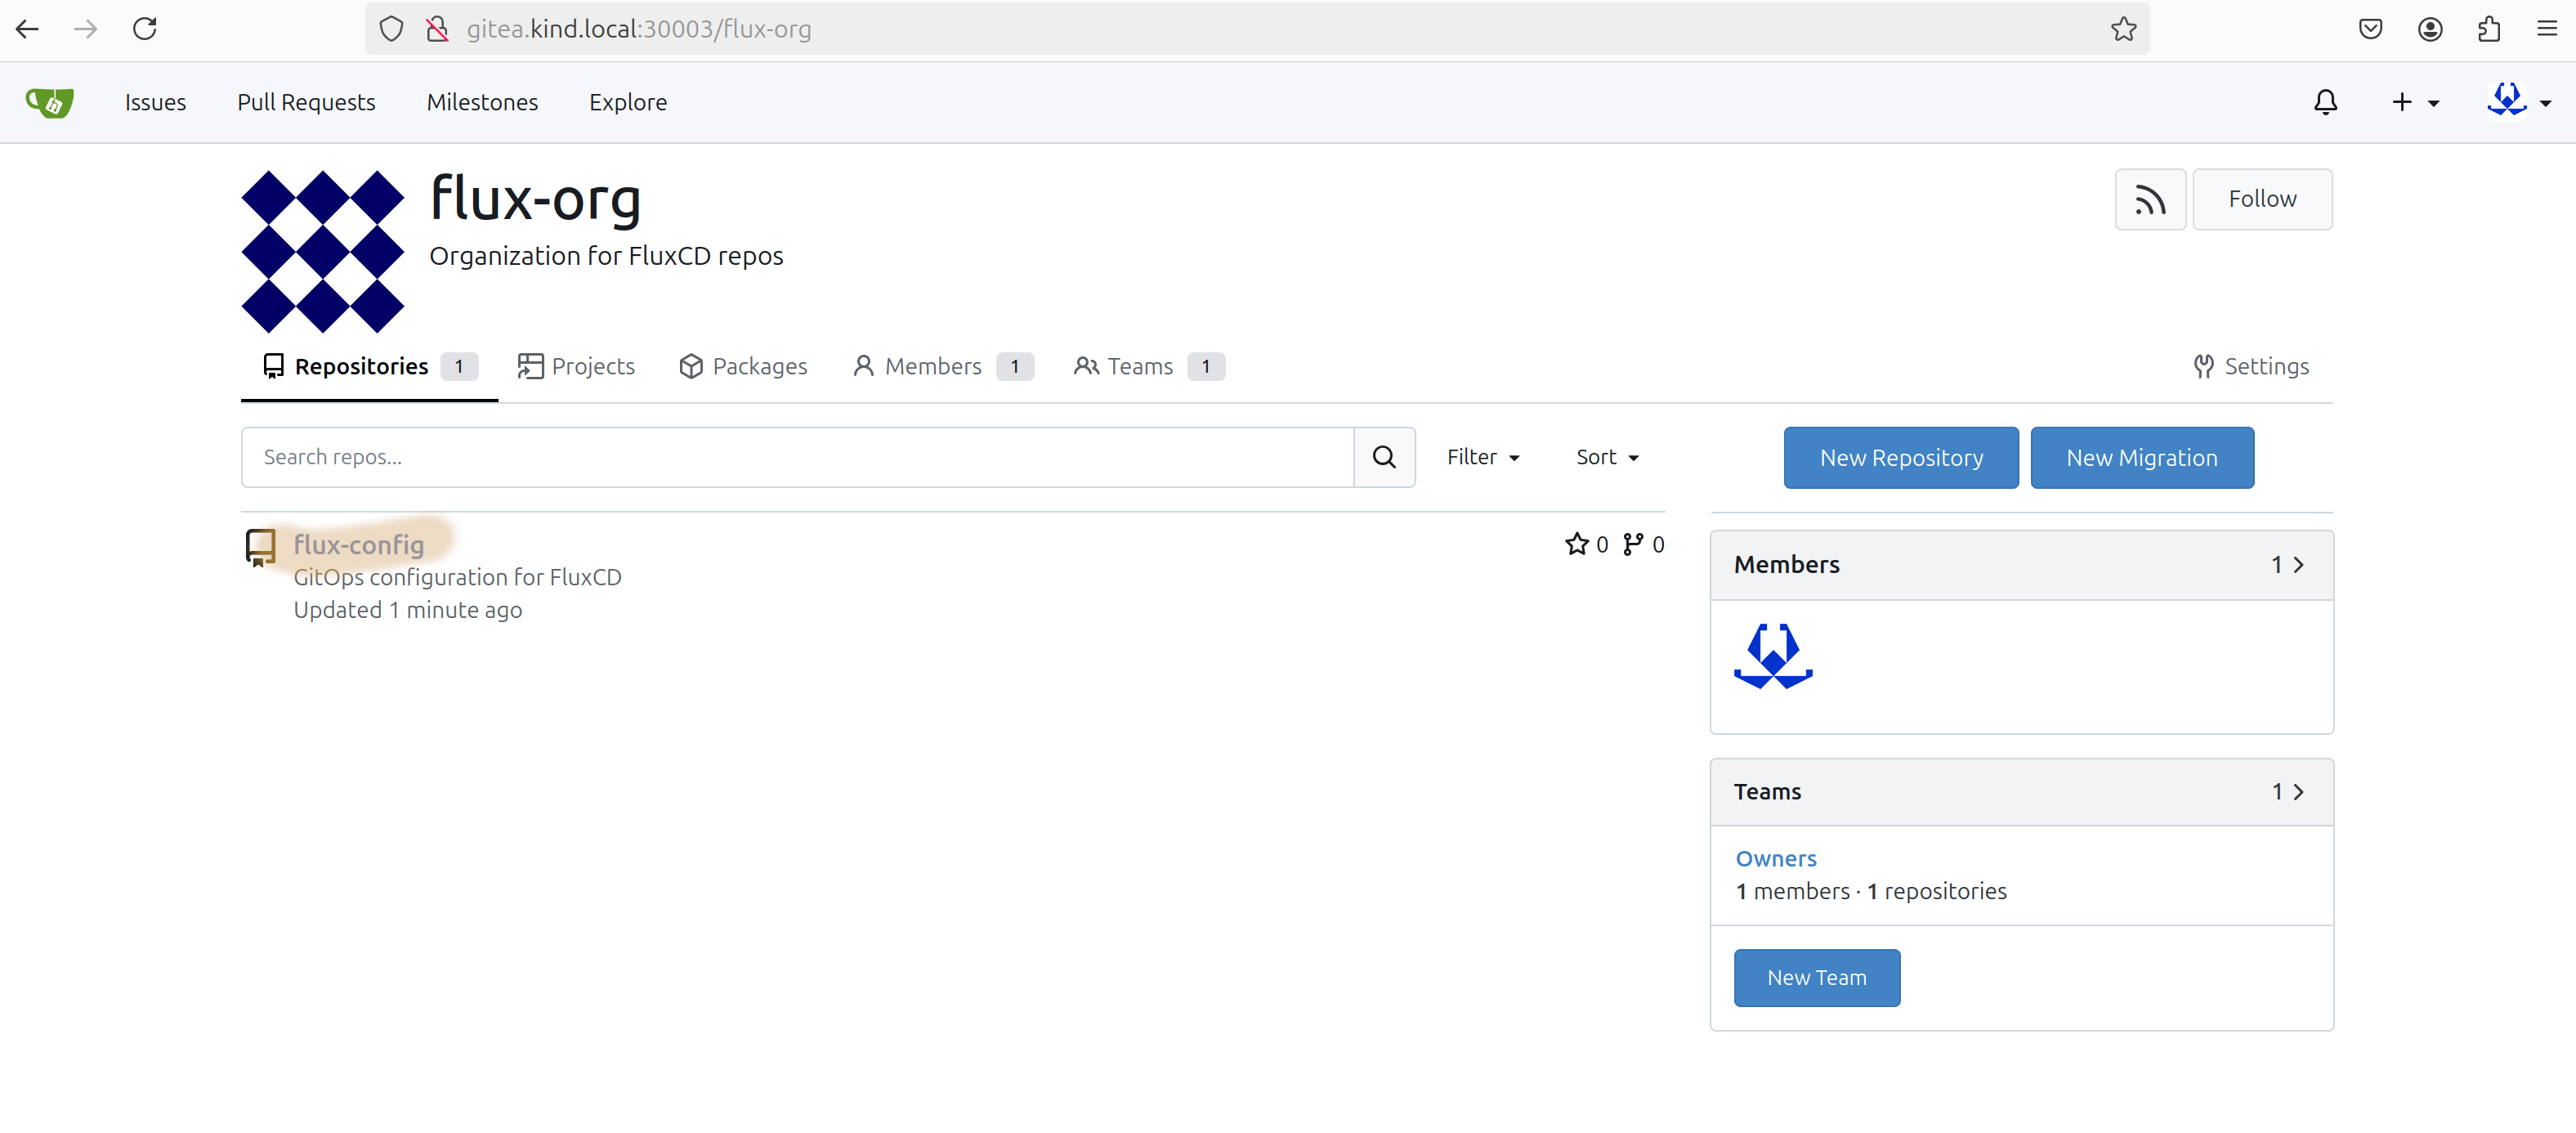 gitea.kind.local:30003/flux-org
Issues Pull Requests Milestones Explore
flux-org
Organization for FluxCD repos
Follow
Repositories 1 Projects Packages Members 1 Teams 1 Settings
Search repos... Filter Sort New Repository New Migration
flux-config 0 0
GitOps configuration for FluxCD
Updated 1 minute ago
Members 1
Teams 1
Owners
1 members · 1 repositories
New Team